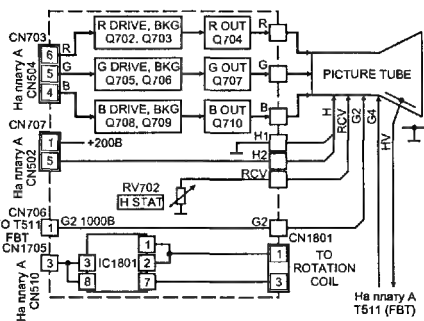 CN703
R DRIVE, BKG
Q702. Q703
R OUT
Q704
R
R
6
На плату А
CN504
5
G
G DRIVE, BKG
Q705, Q706
G OUT
Q707
G
PICTURE TUBE
4
B
B DRIVE, BKG
Q708, Q709
B OUT
Q710
B
CN707
На плату А
CN502
1
+200В
5
H1
H2
RCV
H
RCV
G2
G4
HV
RV702
H STAT
CN706
О Т511
FBT
1
G2 1000В
G2
CN1801
CN1705
На плату А
CN510
3
3
8
IC1801
1
2
7
1
3
TO
ROTATION
COIL
На плату А
T511 (FBT)